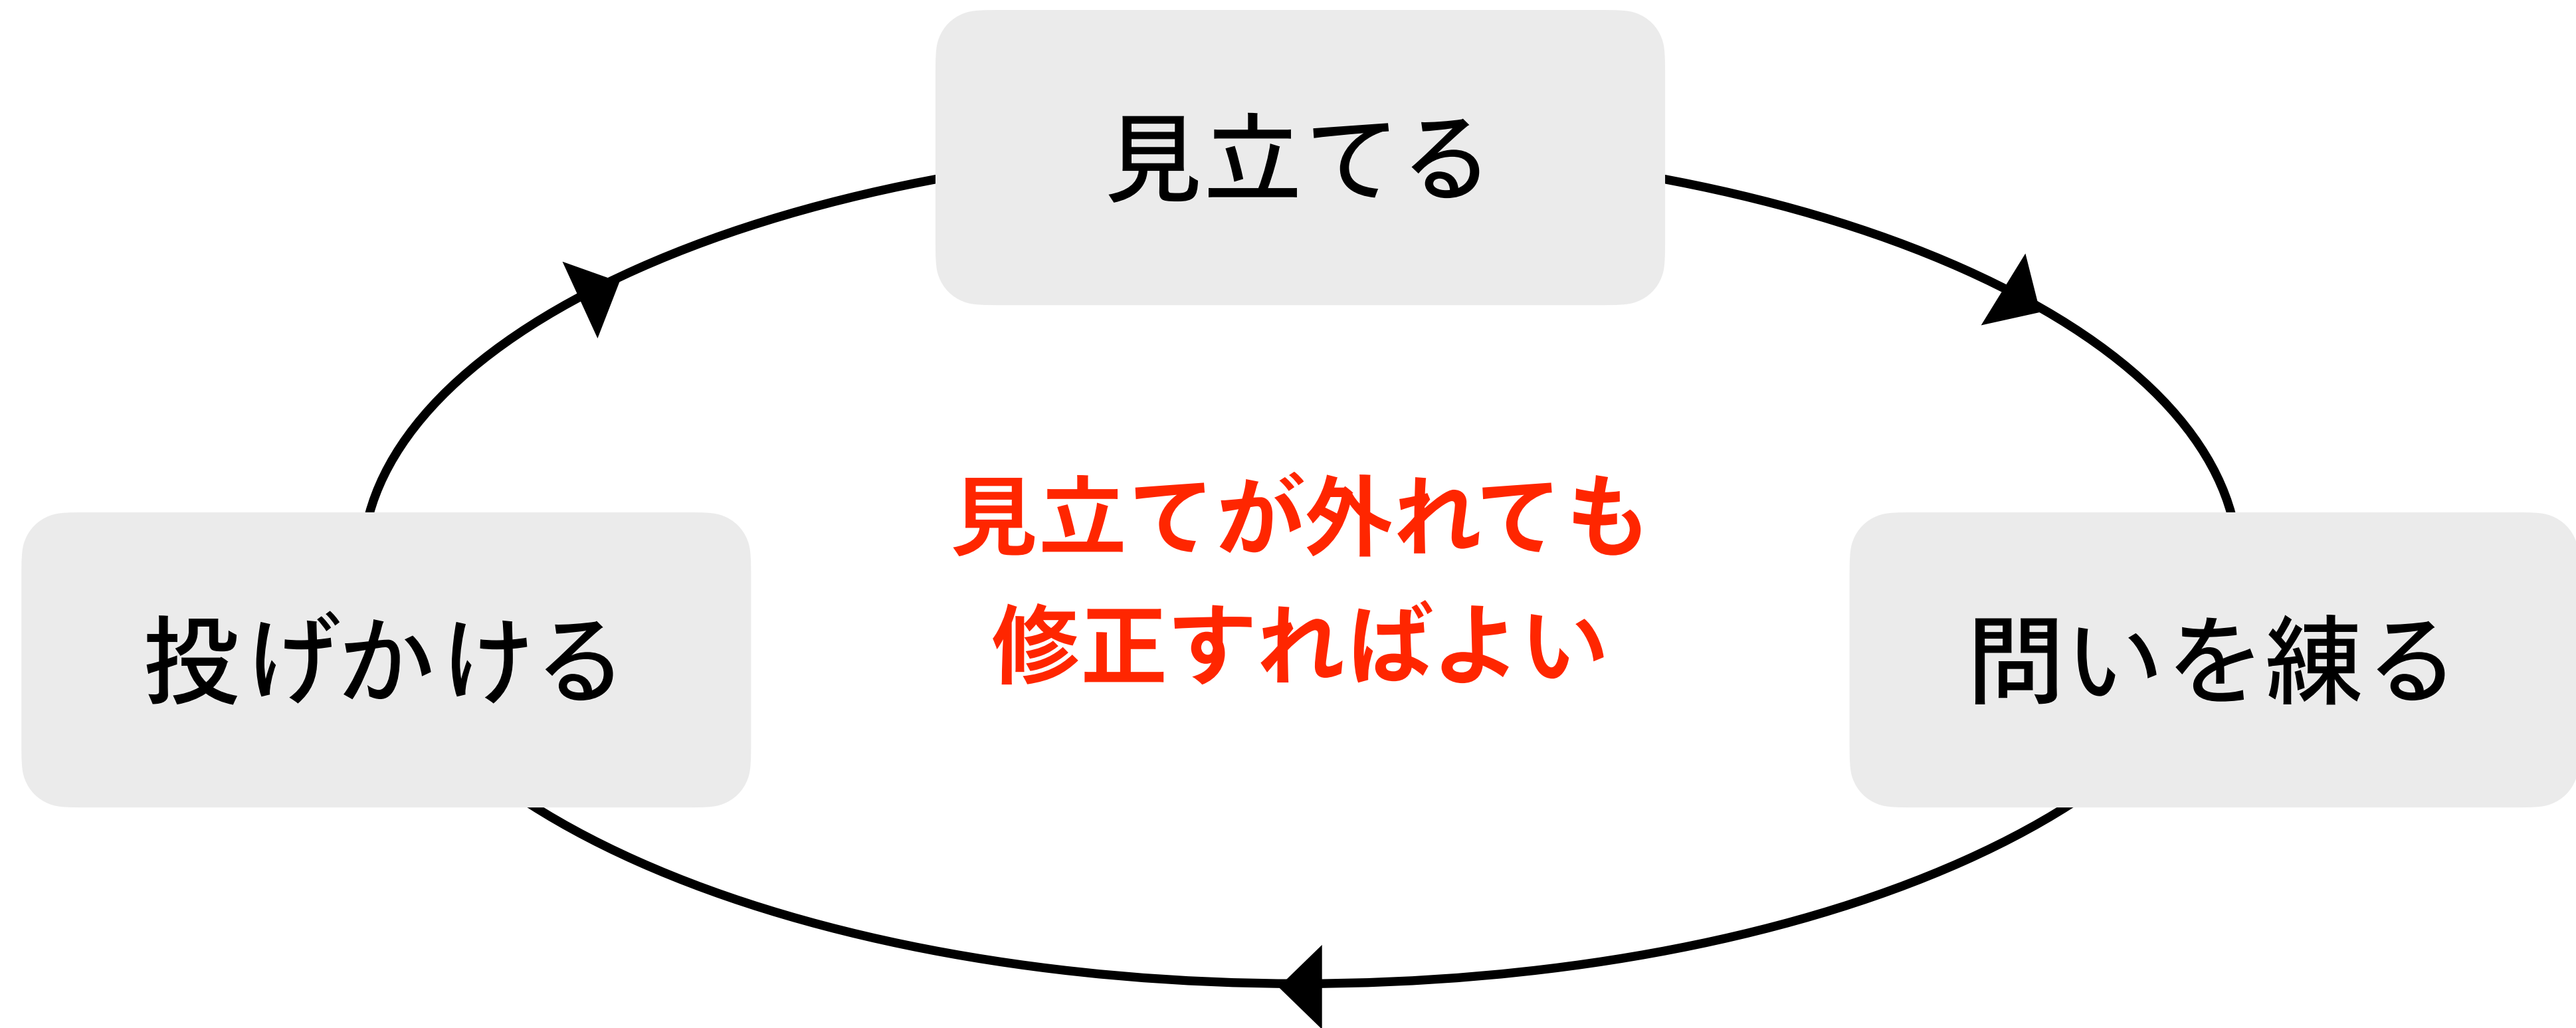 見立てる
見立てが外れても
修正すればよい
投げかける
問いを練る